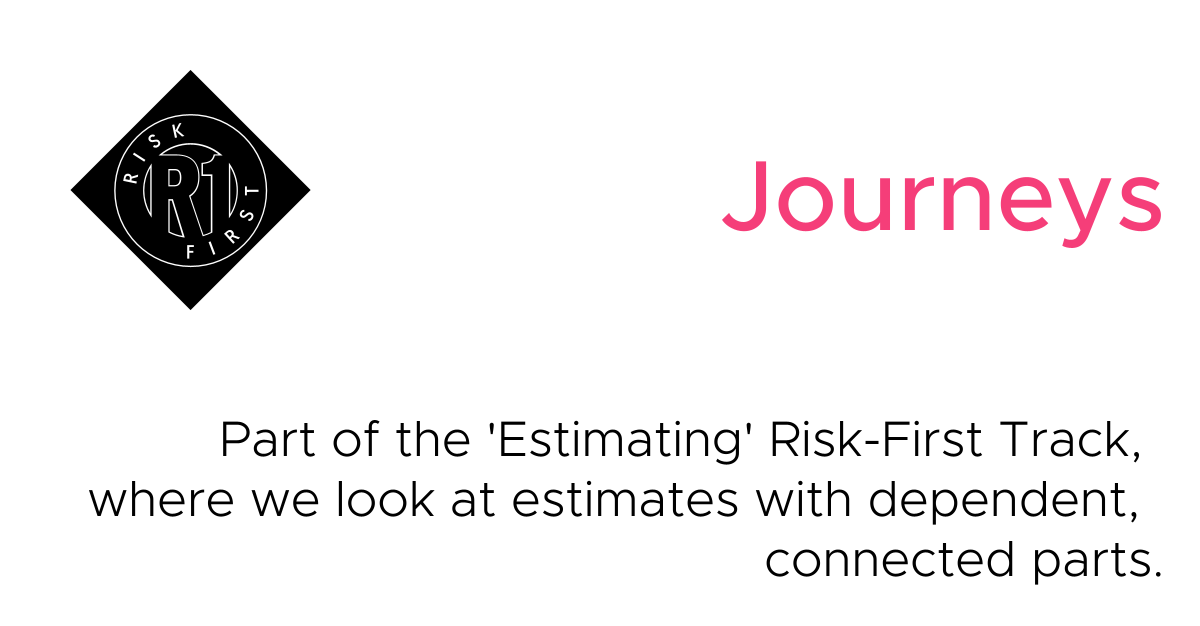 RISK
R1
FIRST
Journeys
Part of the 'Estimating' Risk-First Track,
where we look at estimates with dependent,
connected parts.